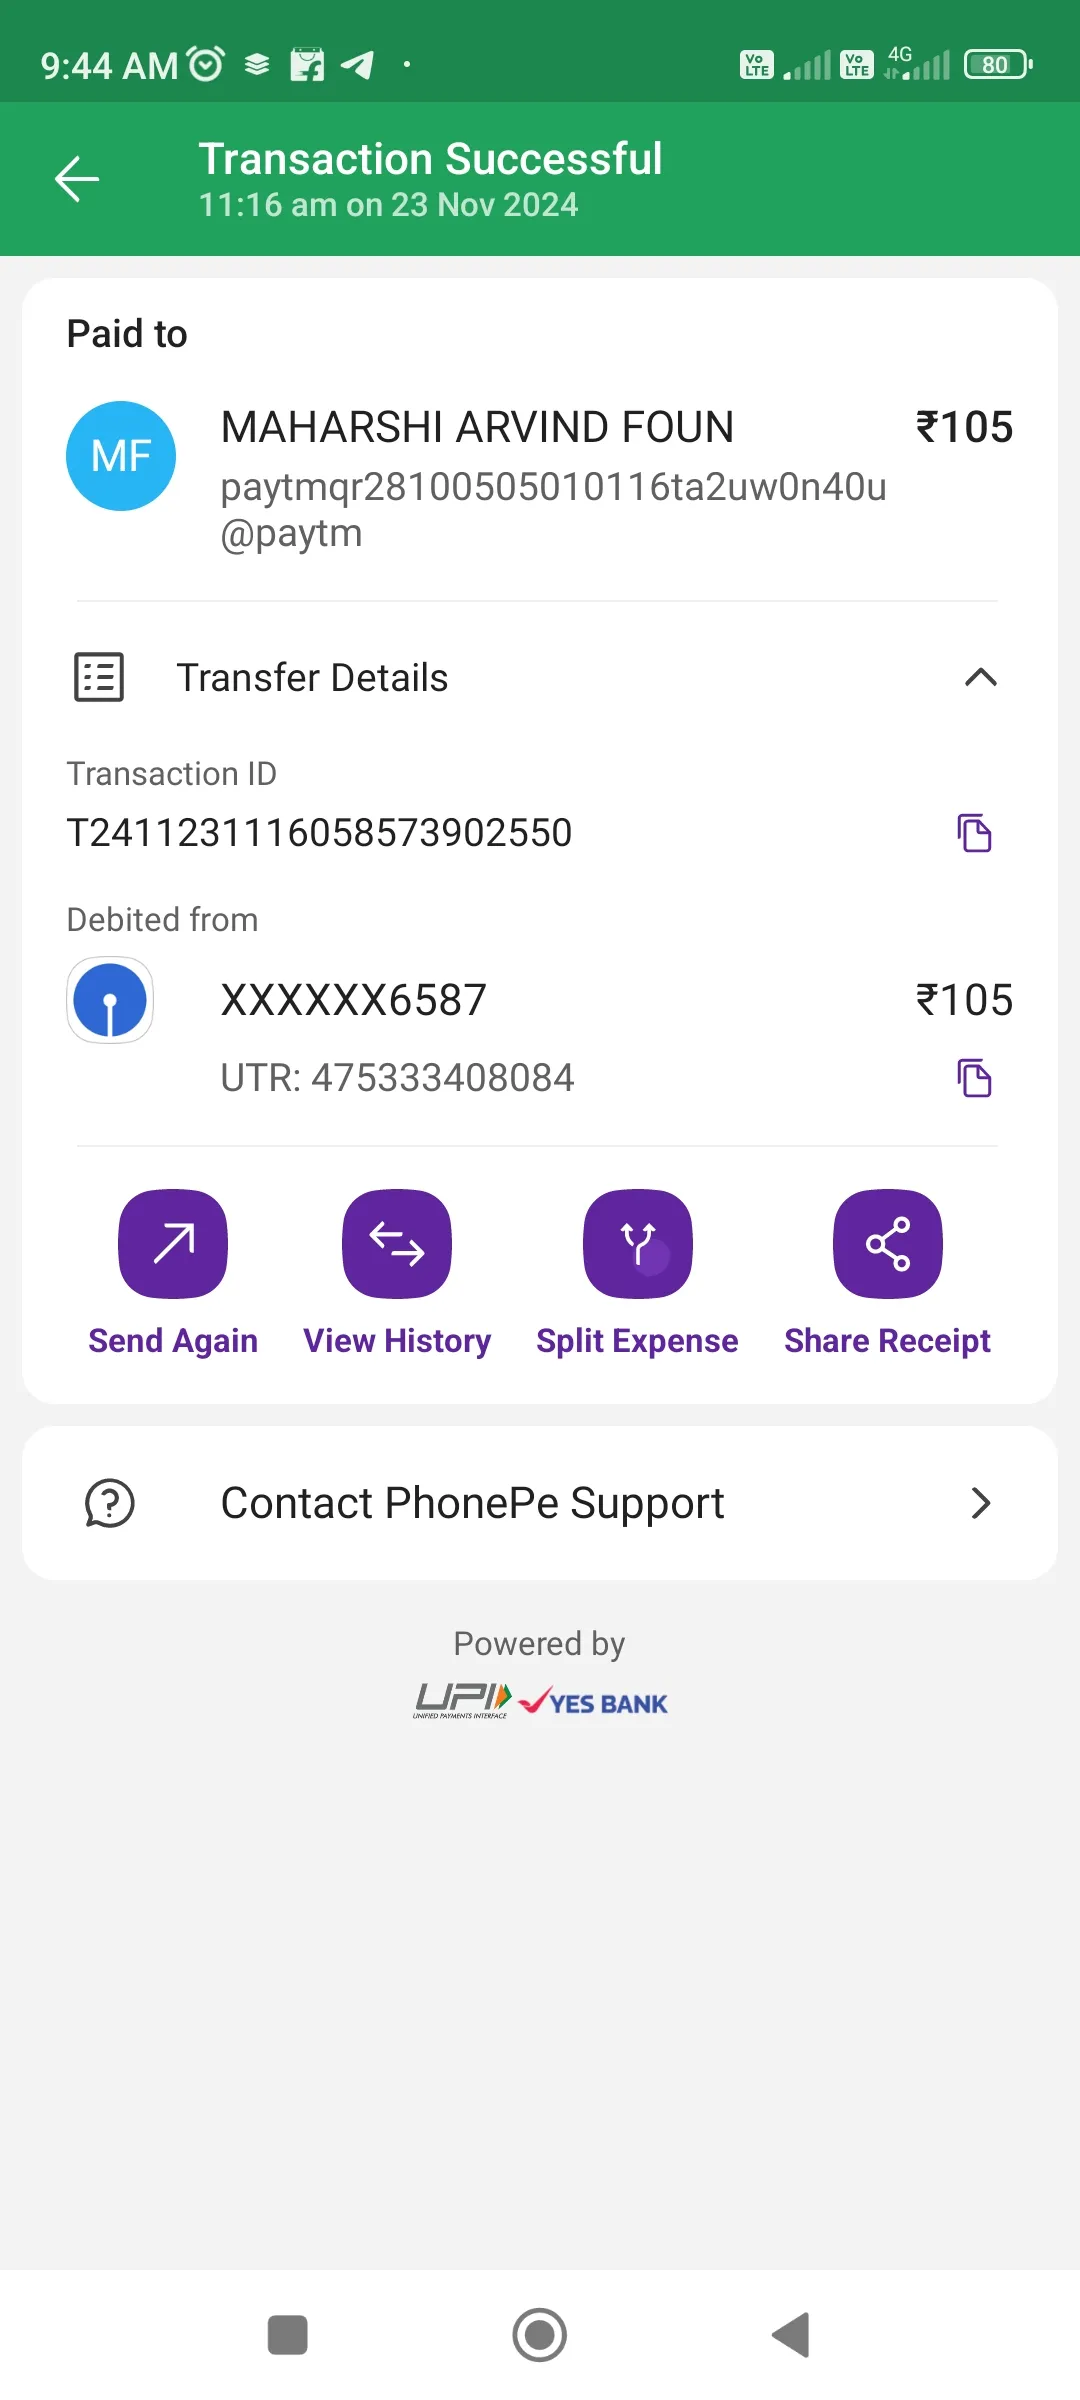 9:44 AM
Vo LTE Vo LTE 4G 80
Transaction Successful
11:16 am on 23 Nov 2024
Paid to
MF
MAHARSHI ARVIND FOUN ₹105
paytmqr28100505010116ta2uw0n40u
@paytm
Transfer Details
Transaction ID
T2411231116058573902550
Debited from
XXXXXX6587 ₹105
UTR: 475333408084
Send Again View History Split Expense Share Receipt
Contact PhonePe Support
Powered by
UPI YES BANK
UNIFIED PAYMENTS INTERFACE